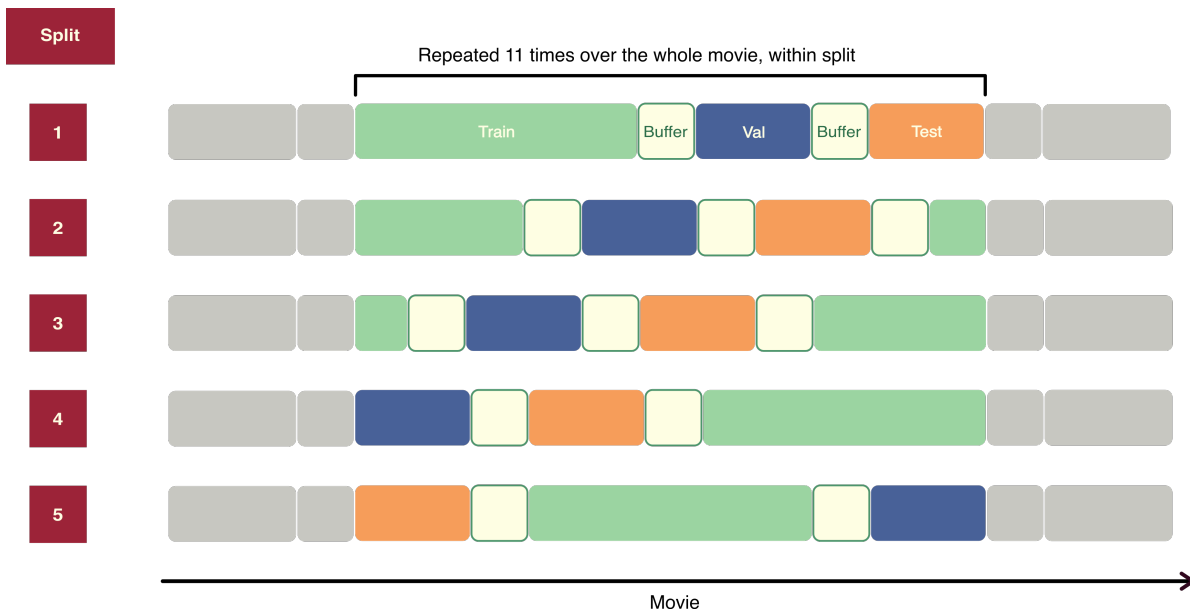 Split
Repeated 11 times over the whole movie, within split
1
Train
Buffer
Val
Buffer
Test
2
3
4
5
Movie